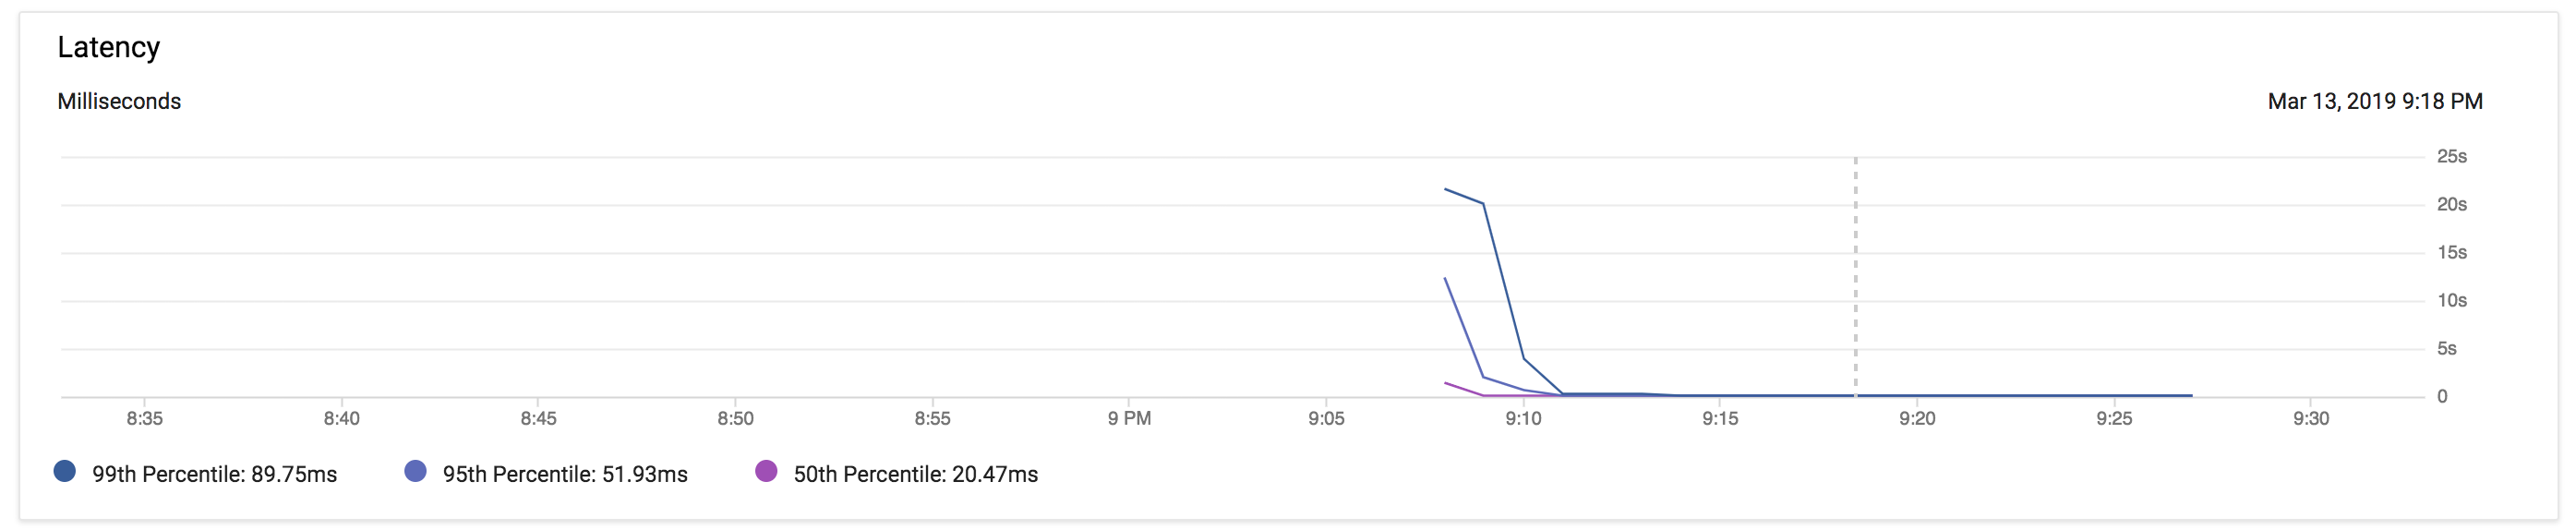 Latency
Milliseconds
Mar 13, 2019 9:18 PM
25s
20s
15s
10s
5s
0
8:35 8:40 8:45 8:50 8:55 9 PM 9:05 9:10 9:15 9:20 9:25 9:30
99th Percentile: 89.75ms 95th Percentile: 51.93ms 50th Percentile: 20.47ms